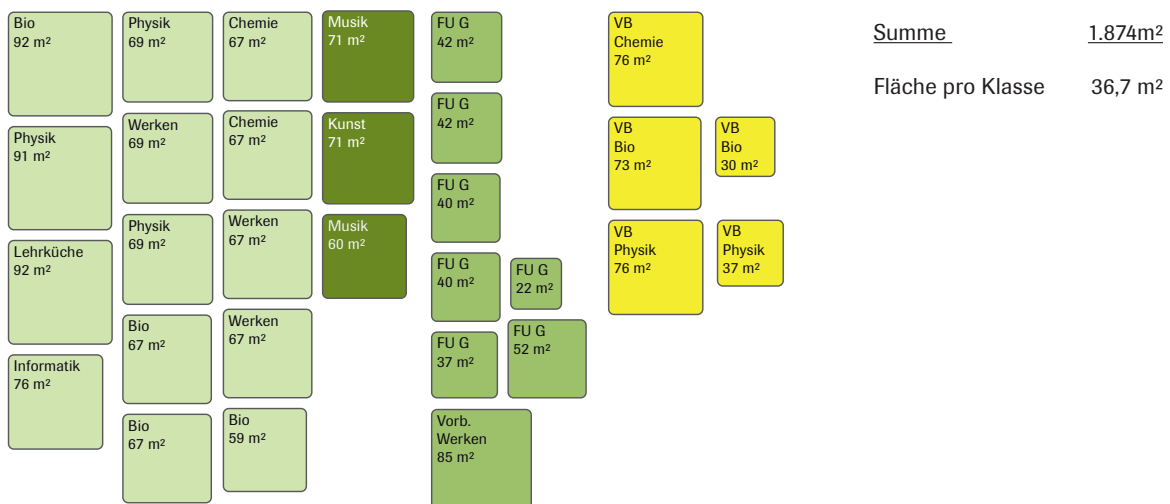 Bio
92 m²
Physik
91 m²
Lehrküche
92 m²
Informatik
76 m²
Physik
69 m²
Werken
69 m²
Physik
69 m²
Bio
67 m²
Bio
67 m²
Chemie
67 m²
Chemie
67 m²
Werken
67 m²
Werken
67 m²
Bio
59 m²
Musik
71 m²
Kunst
71 m²
Musik
60 m²
FU G
42 m²
FU G
42 m²
FU G
40 m²
FU G
40 m²
FU G
37 m²
FU G
22 m²
FU G
52 m²
Vorb.
Werken
85 m²
VB
Chemie
76 m²
VB
Bio
73 m²
VB
Bio
30 m²
VB
Physik
76 m²
VB
Physik
37 m²
Summe 1.874m²
Fläche pro Klasse 36,7 m²